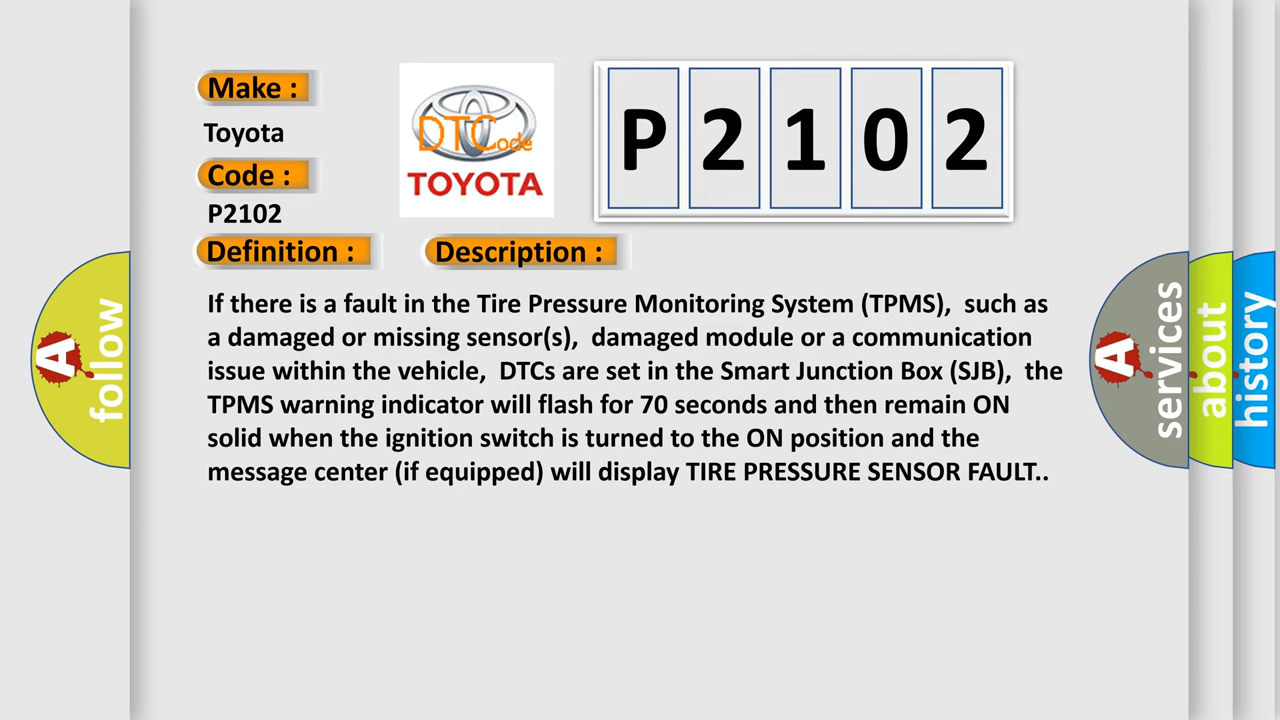 Make :
Toyota
Code :
P2102
DTCode
TOYOTA
P2102
Definition :
Description :
If there is a fault in the Tire Pressure Monitoring System (TPMS), such as
a damaged or missing sensor(s), damaged module or a communication
issue within the vehicle, DTCs are set in the Smart Junction Box (SJB), the
TPMS warning indicator will flash for 70 seconds and then remain ON
solid when the ignition switch is turned to the ON position and the
message center (if equipped) will display TIRE PRESSURE SENSOR FAULT..
A
follow
A
services
about
history